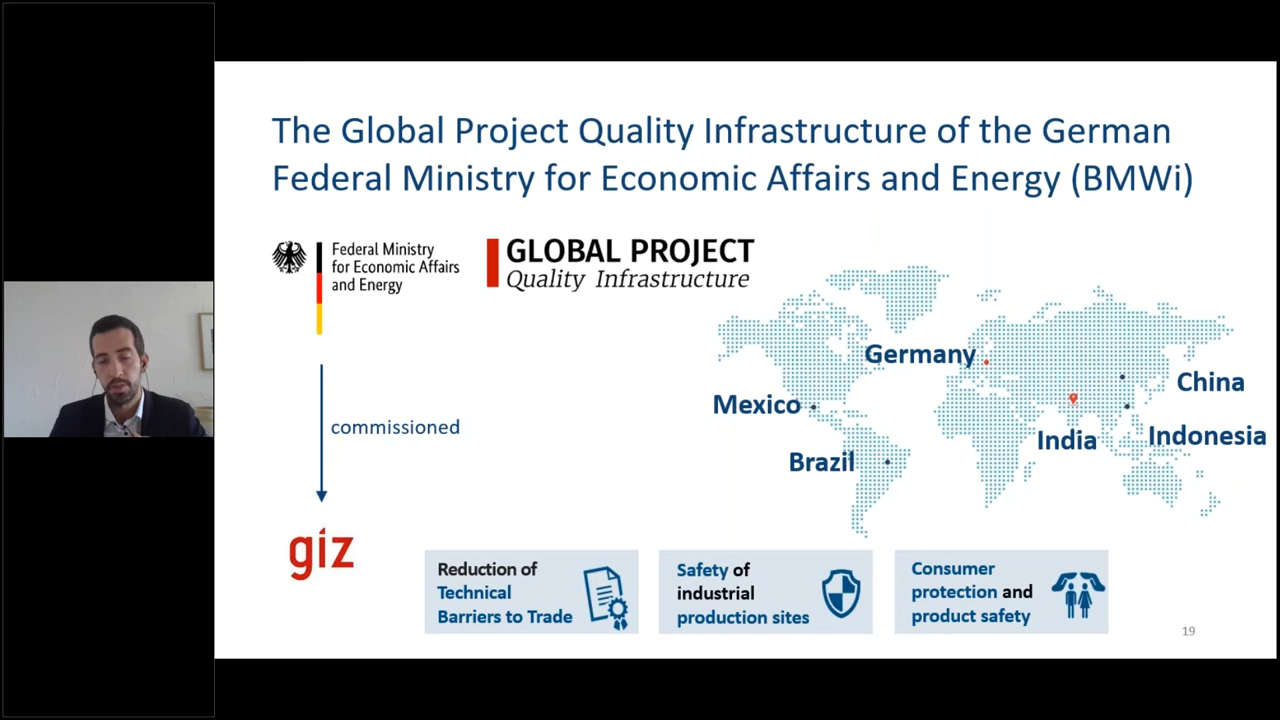 The Global Project Quality Infrastructure of the German
Federal Ministry for Economic Affairs and Energy (BMWi)
Federal Ministry
for Economic Affairs
and Energy
GLOBAL PROJECT
Quality Infrastructure
Germany
China
Mexico
commissioned
India
Indonesia
Brazil
giz
Reduction of
Technical
Barriers to Trade
Safety of
industrial
production sites
Consumer
protection and
product safety
19